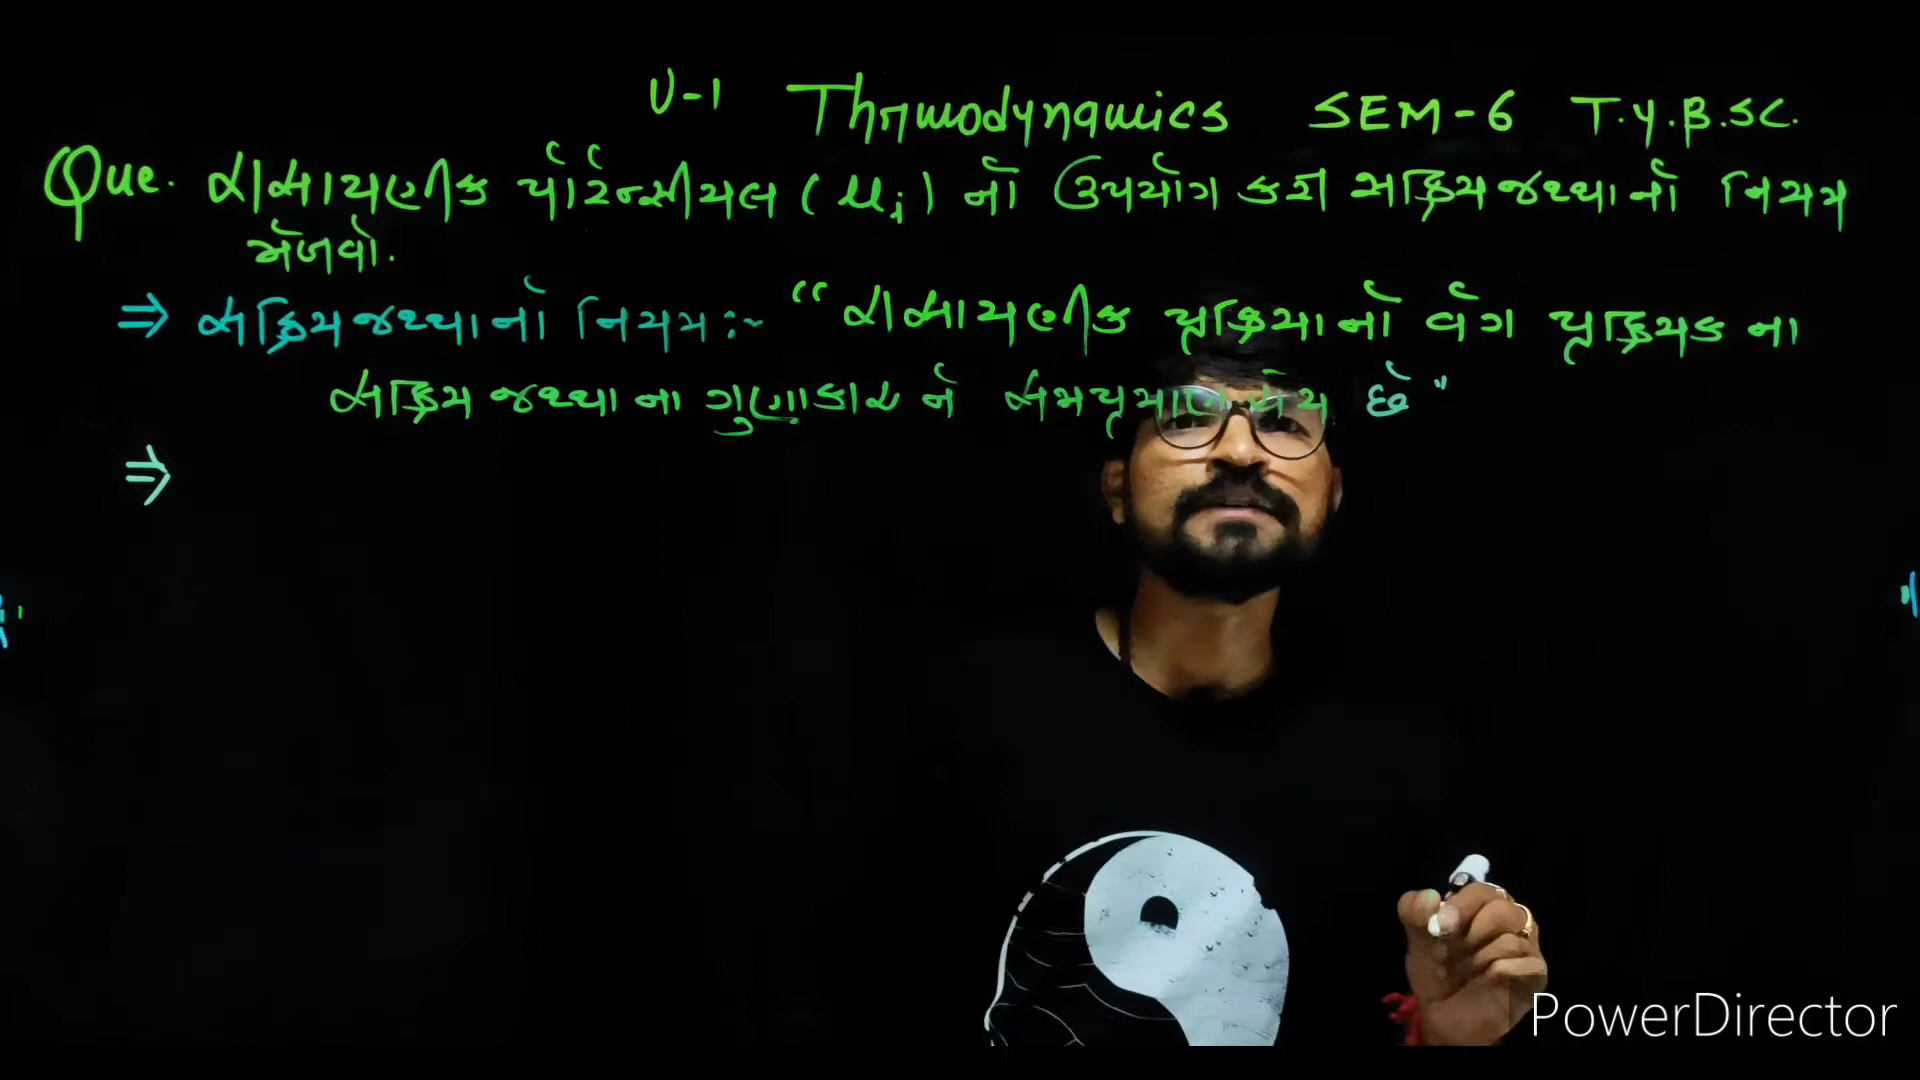 U-1 Thermodynamics SEM-6 T.Y.B.SC.
Que. રાસાયણીક પોટેન્સીયલ (μi) નો ઉપયોગ કરી સક્રિયજથ્થાનો નિયમ
મેળવો.
⇒ સક્રિયજથ્થાનો નિયમ :- "રાસાયણીક પ્રક્રિયાનો વેગ પ્રક્રિયક ના
સક્રિય જથ્થા ના ગુણાકાર ને સમપ્રમાણ હોય છે"
⇒
PowerDirector